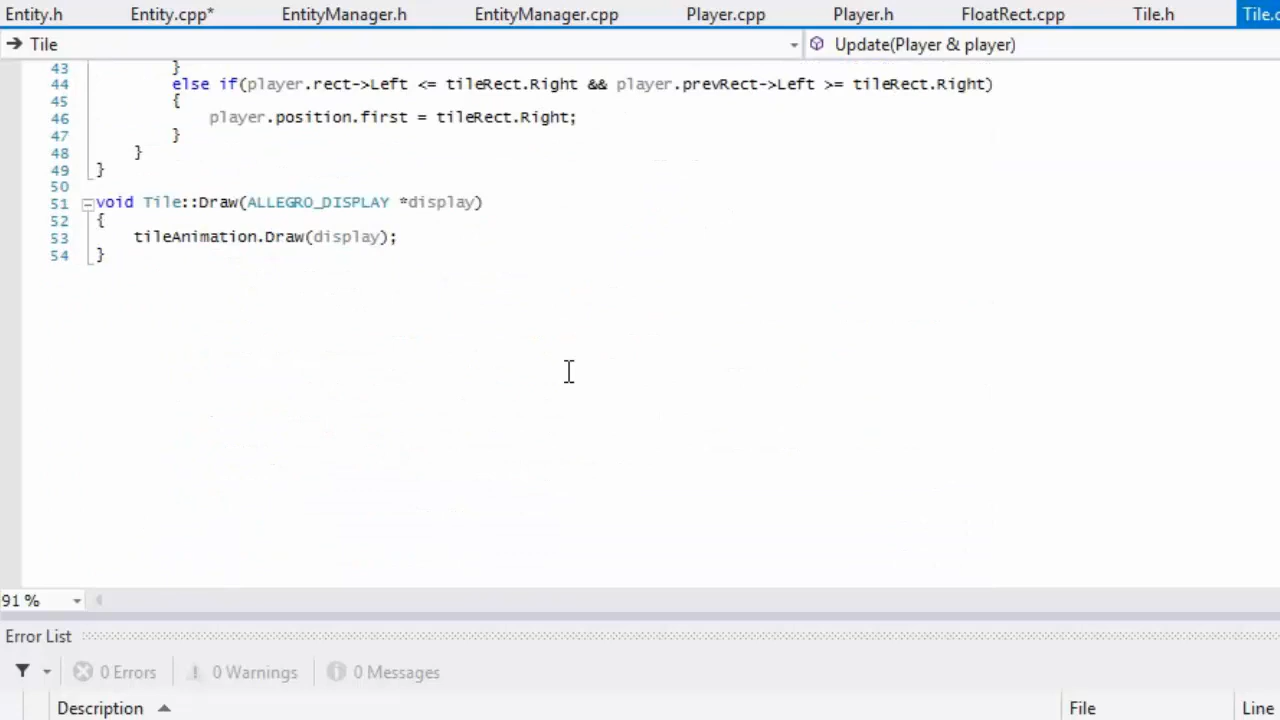 Entity.h Entity.cpp* EntityManager.h EntityManager.cpp Player.cpp Player.h FloatRect.cpp Tile.h Tile.c
Tile Update(Player & player)
43 }
44 else if(player.rect->Left <= tileRect.Right && player.prevRect->Left >= tileRect.Right)
45 {
46 player.position.first = tileRect.Right;
47 }
48 }
49 }
50
51 void Tile::Draw(ALLEGRO_DISPLAY *display)
52 {
53 tileAnimation.Draw(display);
54 }
91 %
Error List
0 Errors 0 Warnings 0 Messages
Description File Line